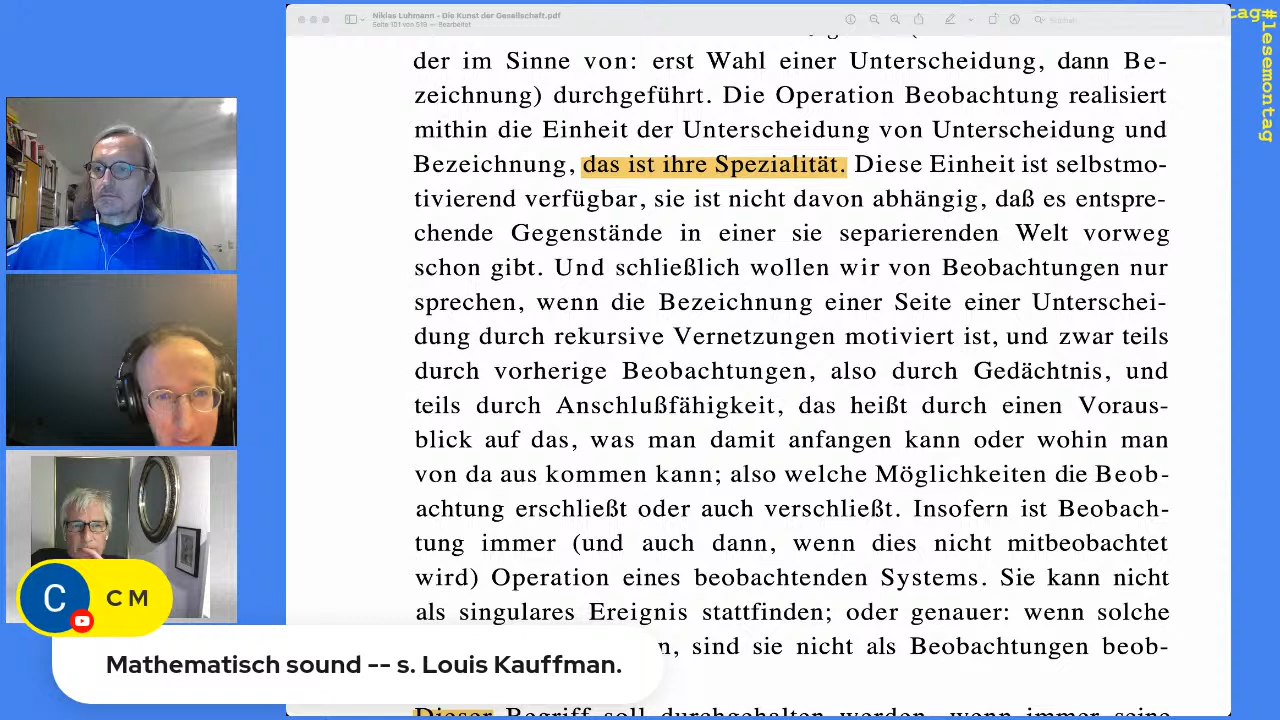 Niklas Luhmann - Die Kunst der Gesellschaft.pdf
Seite 101 von 519 — Bearbeitet
Suchen
tag#lesemontag
der im Sinne von: erst Wahl einer Unterscheidung, dann Be-
zeichnung) durchgeführt. Die Operation Beobachtung realisiert
mithin die Einheit der Unterscheidung von Unterscheidung und
Bezeichnung, das ist ihre Spezialität. Diese Einheit ist selbstmo-
tivierend verfügbar, sie ist nicht davon abhängig, daß es entspre-
chende Gegenstände in einer sie separierenden Welt vorweg
schon gibt. Und schließlich wollen wir von Beobachtungen nur
sprechen, wenn die Bezeichnung einer Seite einer Unterschei-
dung durch rekursive Vernetzungen motiviert ist, und zwar teils
durch vorherige Beobachtungen, also durch Gedächtnis, und
teils durch Anschlußfähigkeit, das heißt durch einen Voraus-
blick auf das, was man damit anfangen kann oder wohin man
von da aus kommen kann; also welche Möglichkeiten die Beob-
achtung erschließt oder auch verschließt. Insofern ist Beobach-
tung immer (und auch dann, wenn dies nicht mitbeobachtet
wird) Operation eines beobachtenden Systems. Sie kann nicht
als singulares Ereignis stattfinden; oder genauer: wenn solche
n, sind sie nicht als Beobachtungen beob-
Dieser Begriff soll durchgehalten werden, wenn immer seine
C
C M
Mathematisch sound -- s. Louis Kauffman.